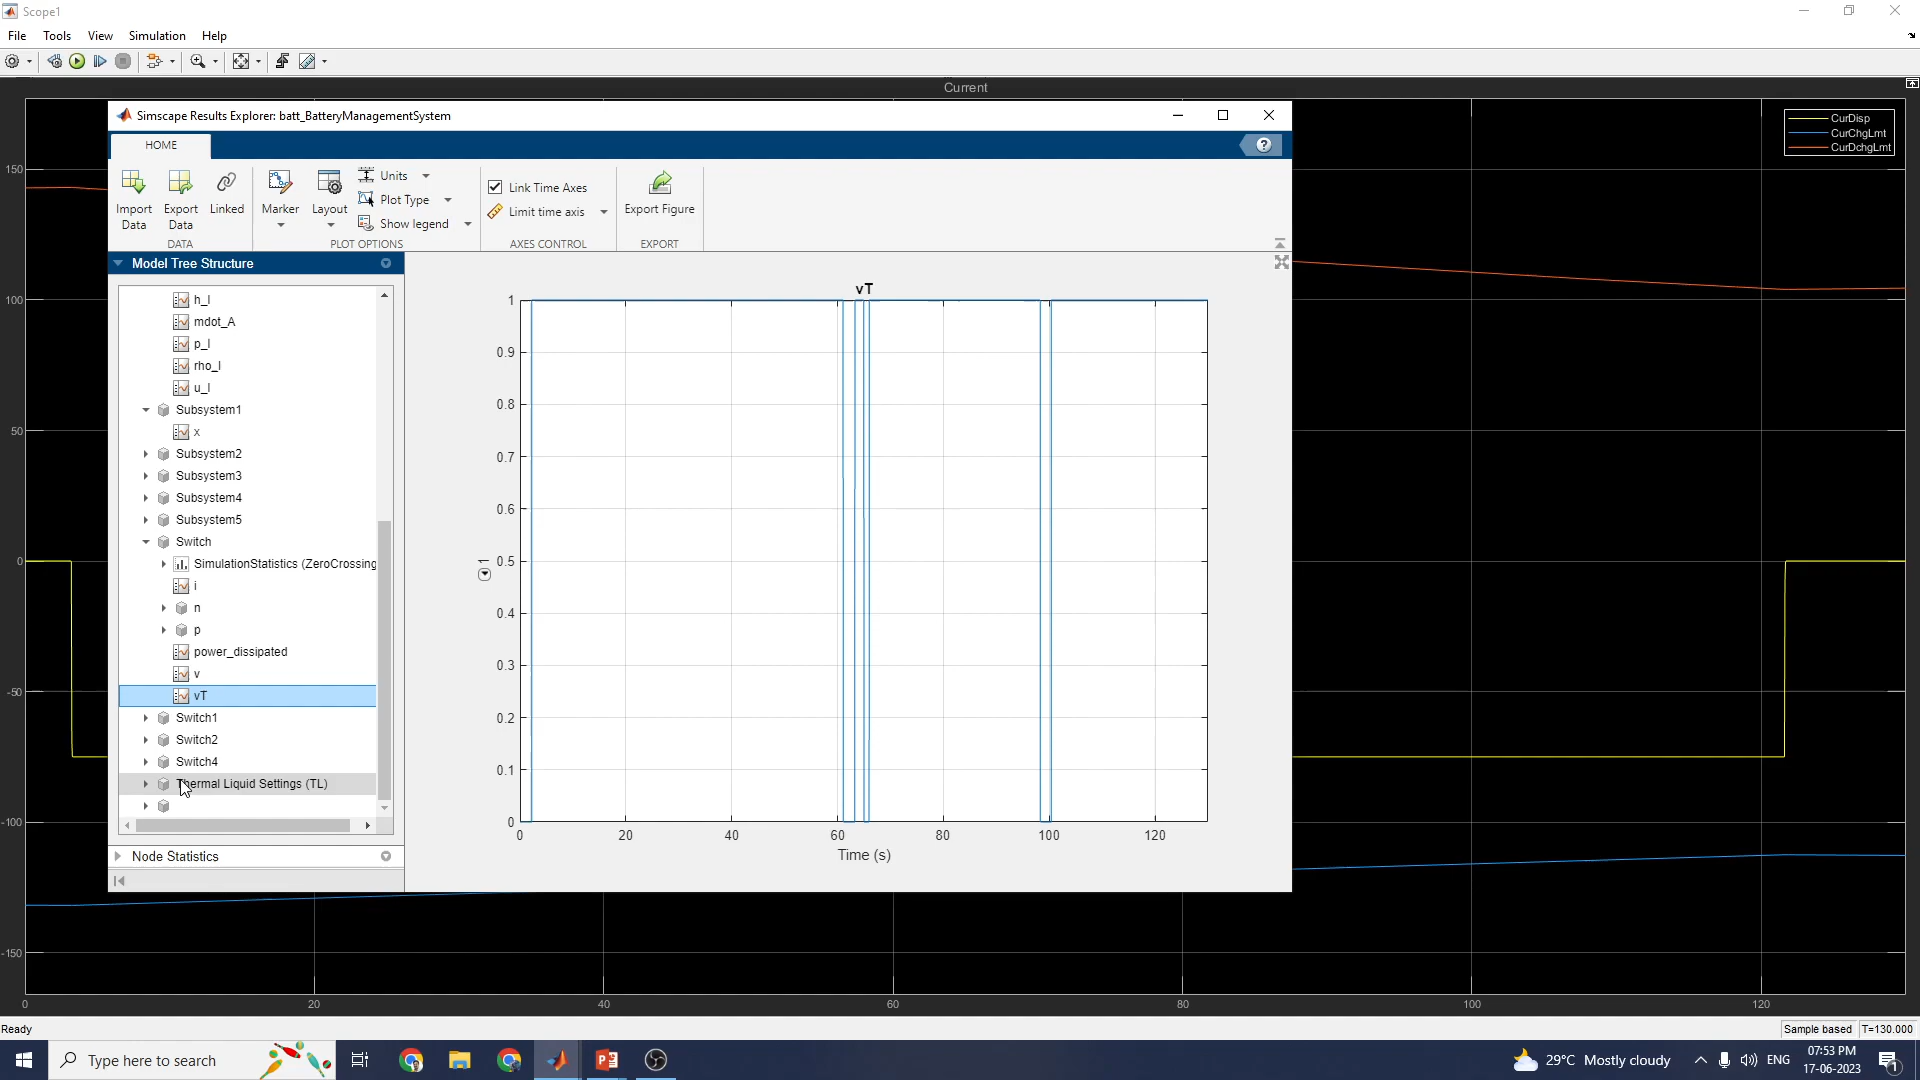 Scope1
File Tools View Simulation Help
Current
CurDisp
CurChgLmt
CurDchgLmt
Simscape Results Explorer: batt_BatteryManagementSystem
HOME
Import Data
Export Data
Linked
DATA
Marker
Layout
Units
Plot Type
Show legend
PLOT OPTIONS
Link Time Axes
Limit time axis
AXES CONTROL
Export Figure
EXPORT
Model Tree Structure
h_I
mdot_A
p_I
rho_I
u_I
Subsystem1
x
Subsystem2
Subsystem3
Subsystem4
Subsystem5
Switch
SimulationStatistics (ZeroCrossing
i
n
p
power_dissipated
v
vT
Switch1
Switch2
Switch4
Thermal Liquid Settings (TL)
Node Statistics
vT
1
0.9
0.8
0.7
0.6
0.5
0.4
0.3
0.2
0.1
0
1
0 20 40 60 80 100 120
Time (s)
150
100
50
0
-50
-100
-150
0 20 40 60 80 100 120
Ready
Sample based T=130.000
Type here to search
29°C Mostly cloudy
ENG
07:53 PM
17-06-2023
1